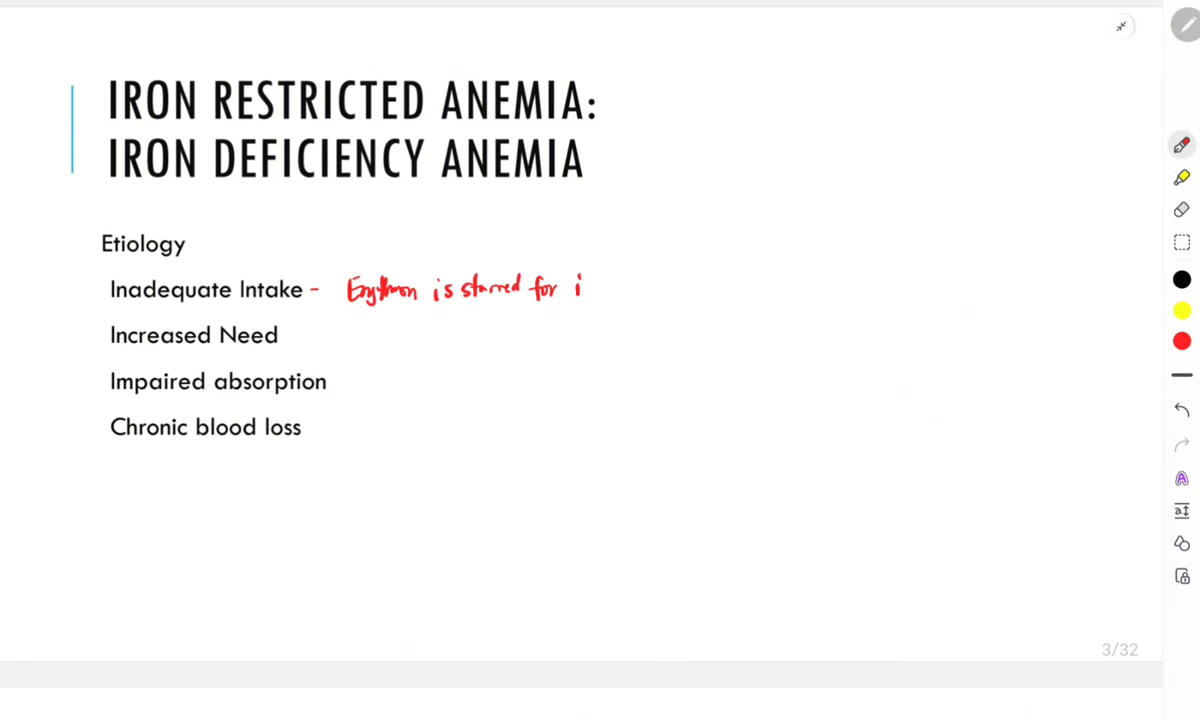 IRON RESTRICTED ANEMIA:
IRON DEFICIENCY ANEMIA
Etiology
Inadequate Intake - Erythron is starved for i
Increased Need
Impaired absorption
Chronic blood loss
3/32